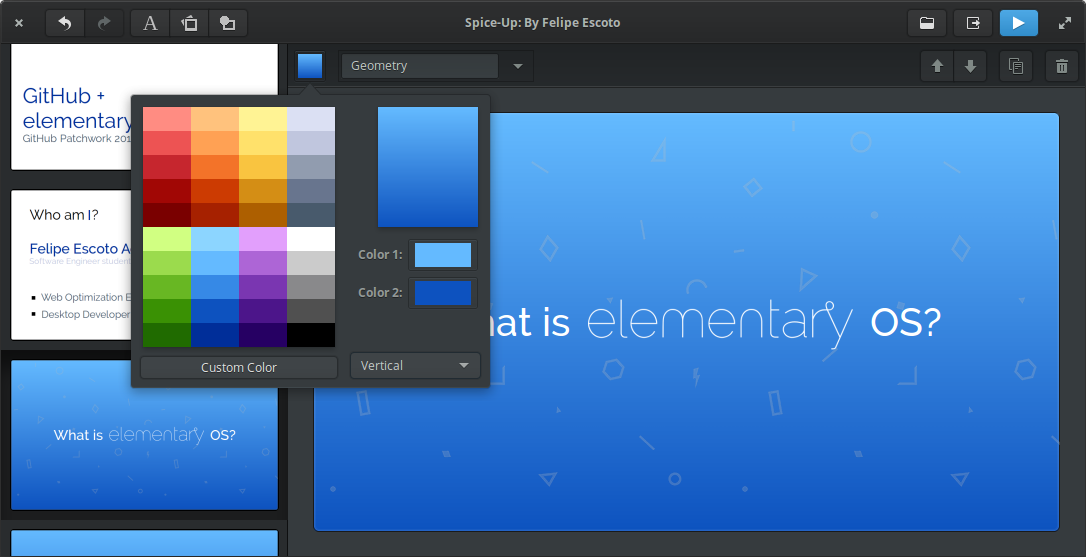 Spice-Up: By Felipe Escoto
A
Geometry
GitHub +
elementary
GitHub Patchwork 201
Who am I?
Felipe Escoto A
Software Engineer student
Web Optimization E
Desktop Developer
What is elementary OS?
Color 1:
Color 2:
Custom Color
Vertical
hat is elementary OS?